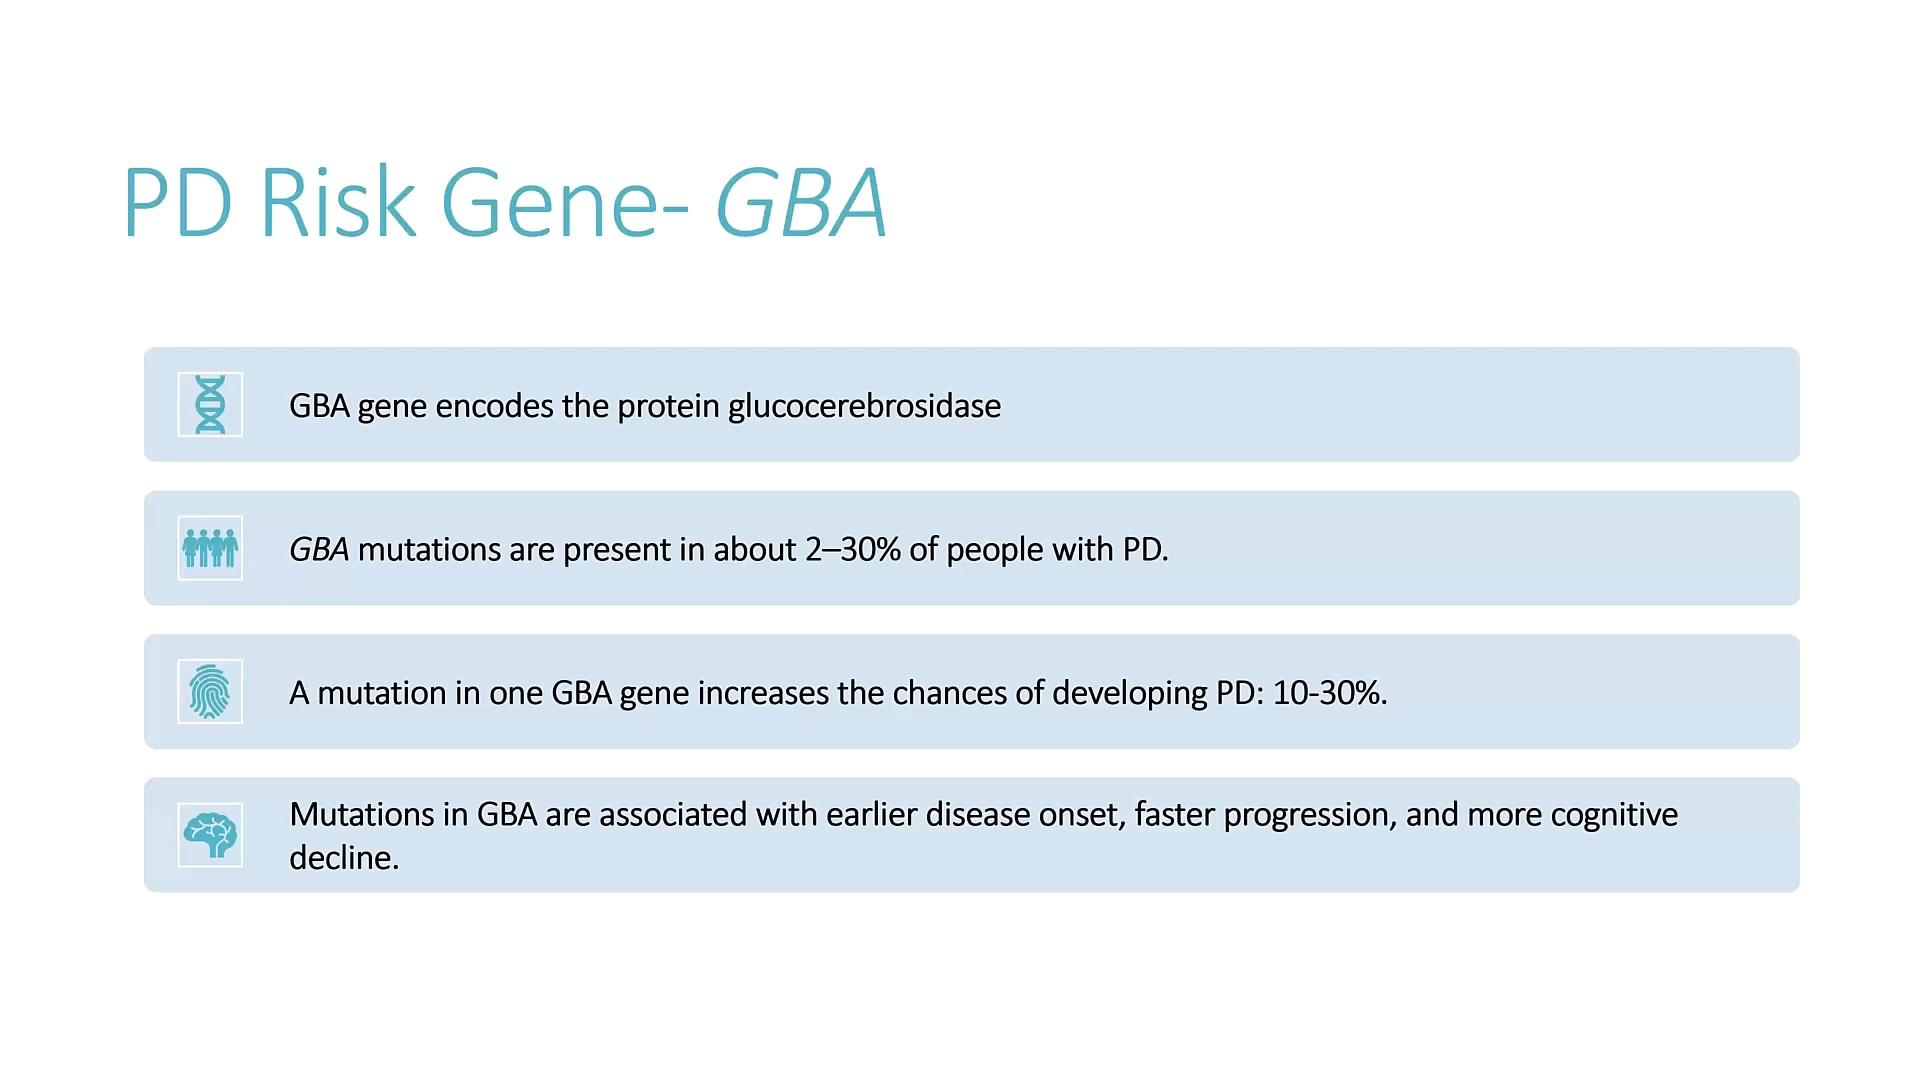 PD Risk Gene- GBA
GBA gene encodes the protein glucocerebrosidase
GBA mutations are present in about 2–30% of people with PD.
A mutation in one GBA gene increases the chances of developing PD: 10-30%.
Mutations in GBA are associated with earlier disease onset, faster progression, and more cognitive
decline.